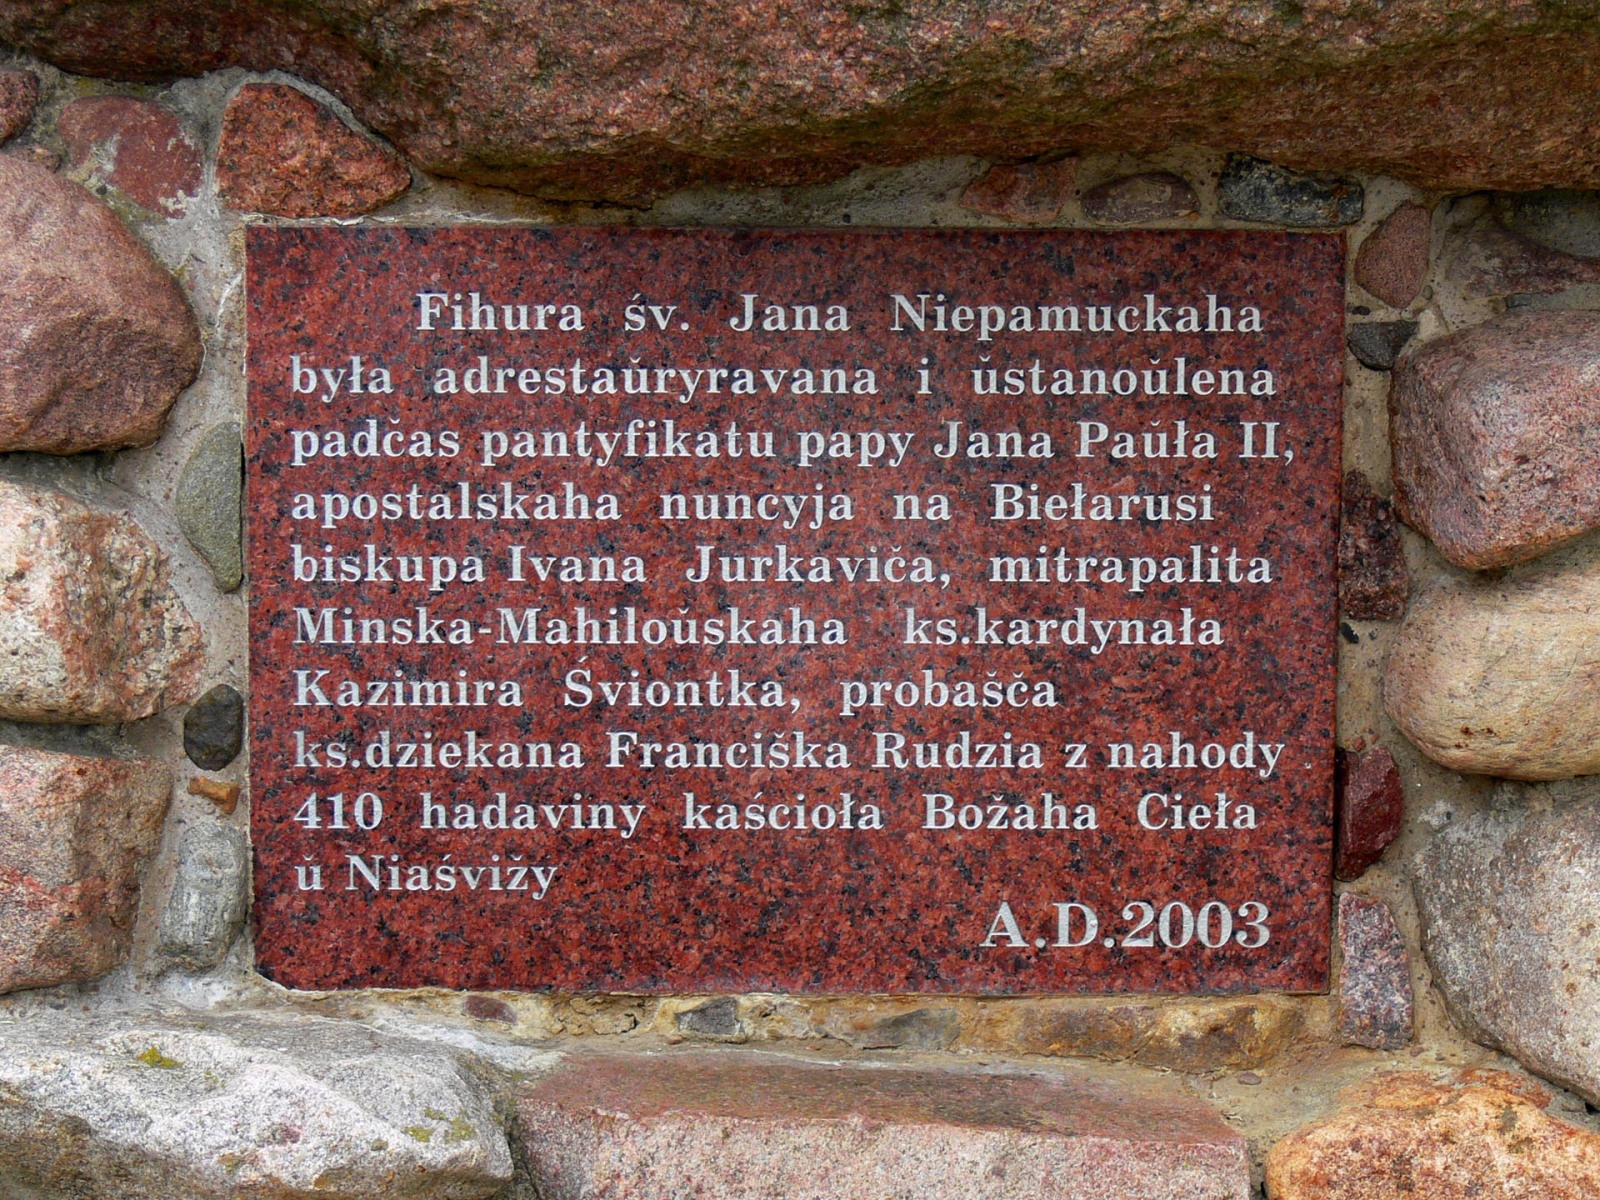 Fihura śv. Jana Niepamuckaha
była adrestaŭryravana i ŭstanoŭlena
padčas pantyfikatu papy Jana Paŭła II,
apostalskaha nuncyja na Biełarusi
biskupa Ivana Jurkaviča, mitrapalita
Minska-Mahiloŭskaha ks.kardynała
Kazimira Śviontka, probašča
ks.dziekana Franciška Rudzia z nahody
410 hadaviny kaścioła Božaha Cieła
ŭ Niaśvižy
A.D.2003